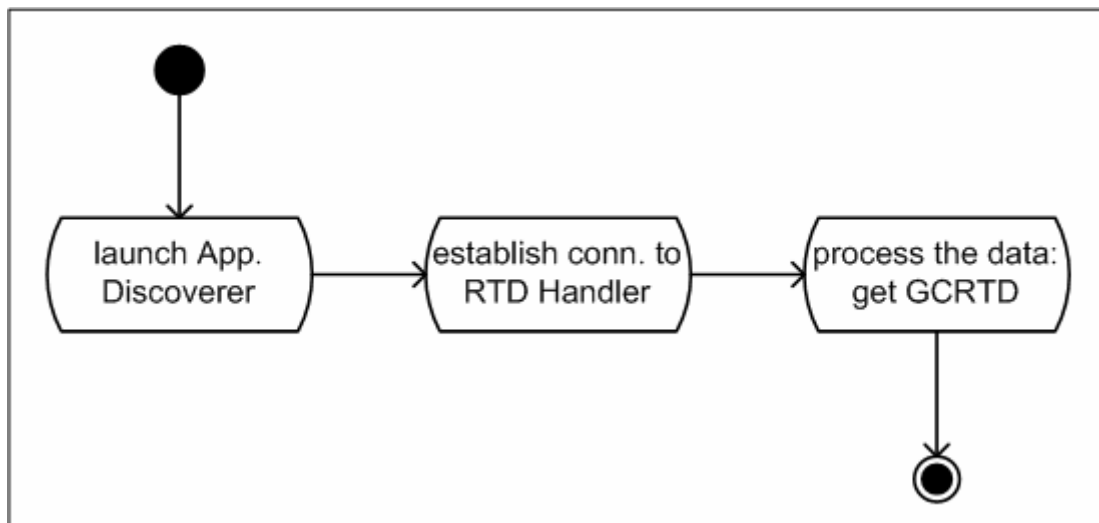 launch App.
Discoverer
establish conn. to
RTD Handler
process the data:
get GCRTD